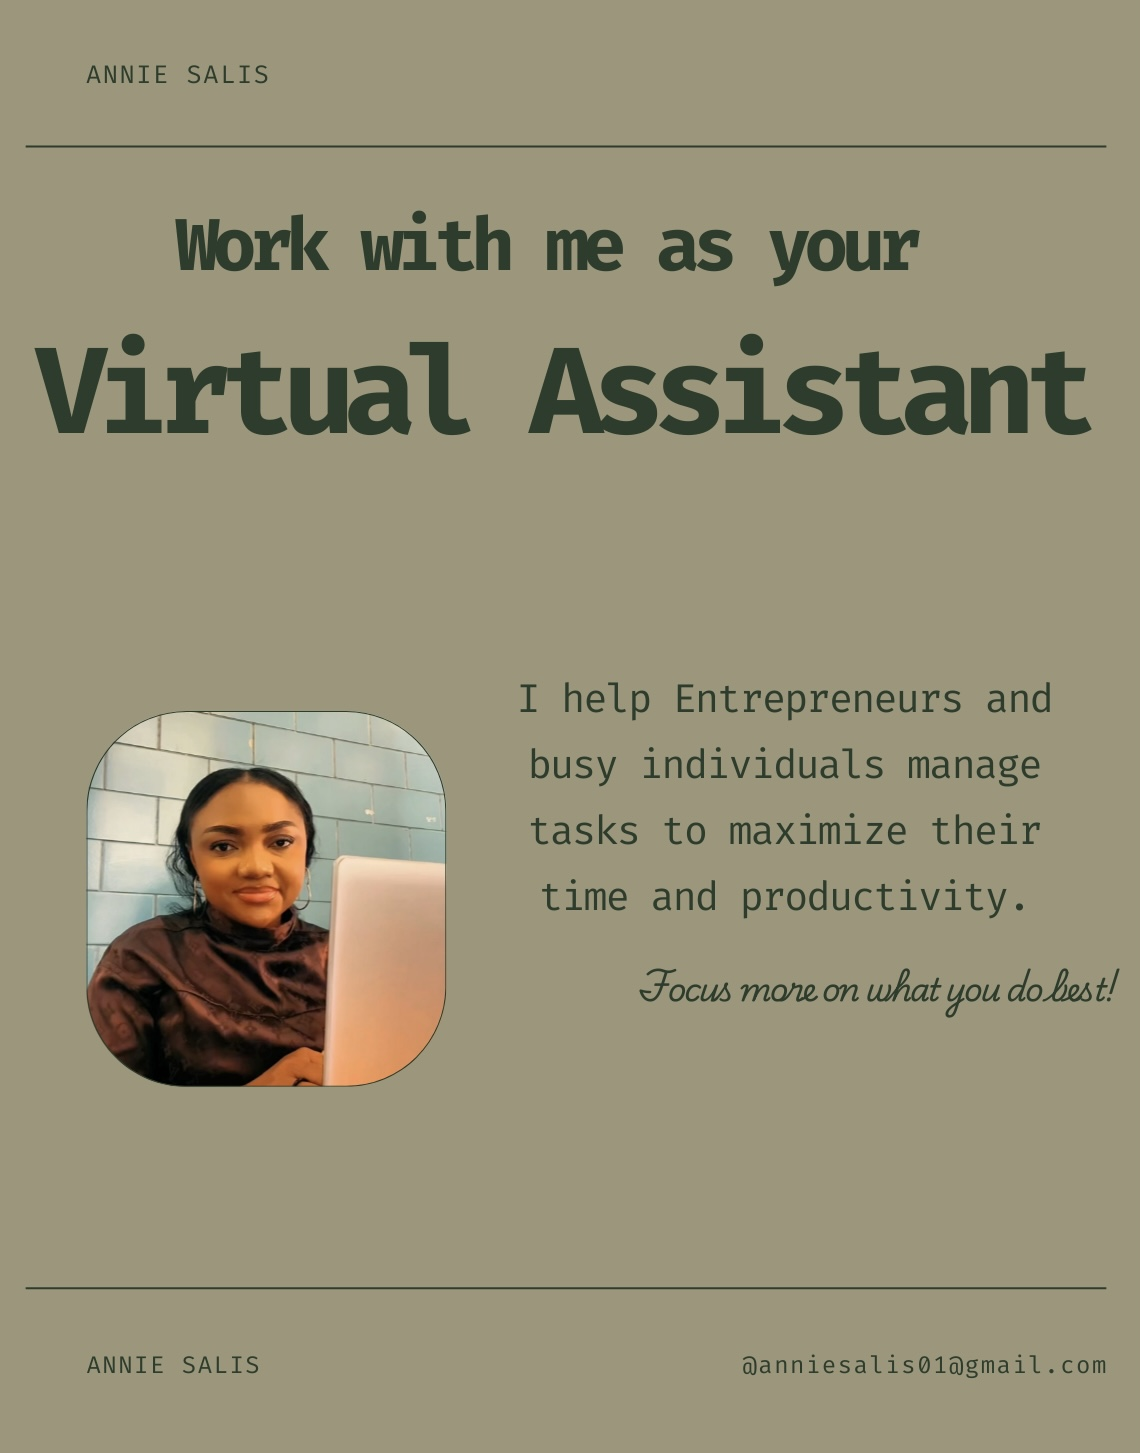 ANNIE SALIS
Work with me as your
Virtual Assistant
I help Entrepreneurs and
busy individuals manage
tasks to maximize their
time and productivity.
Focus more on what you do best!
ANNIE SALIS
@anniesalis01@gmail.com